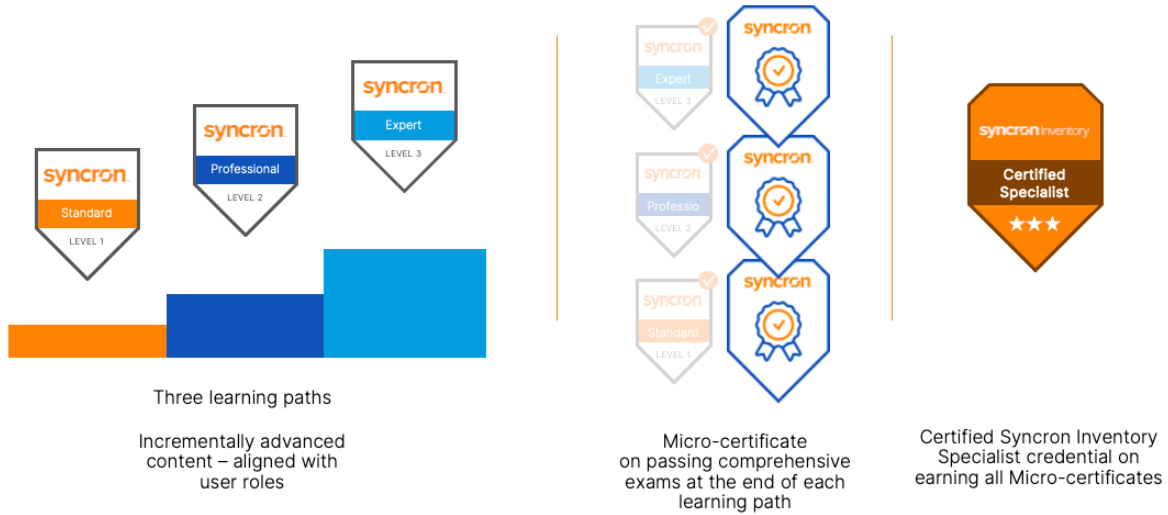 syncron
Standard
LEVEL 1
syncron
Professional
LEVEL 2
syncron
Expert
LEVEL 3
Three learning paths
Incrementally advanced
content – aligned with
user roles
syncron
Expert
LEVEL 3
syncron
syncron
Professio
LEVEL 2
syncron
syncron
Standard
LEVEL 1
syncron
Micro-certificate
on passing comprehensive
exams at the end of each
learning path
syncron Inventory
Certified
Specialist
Certified Syncron Inventory
Specialist credential on
earning all Micro-certificates